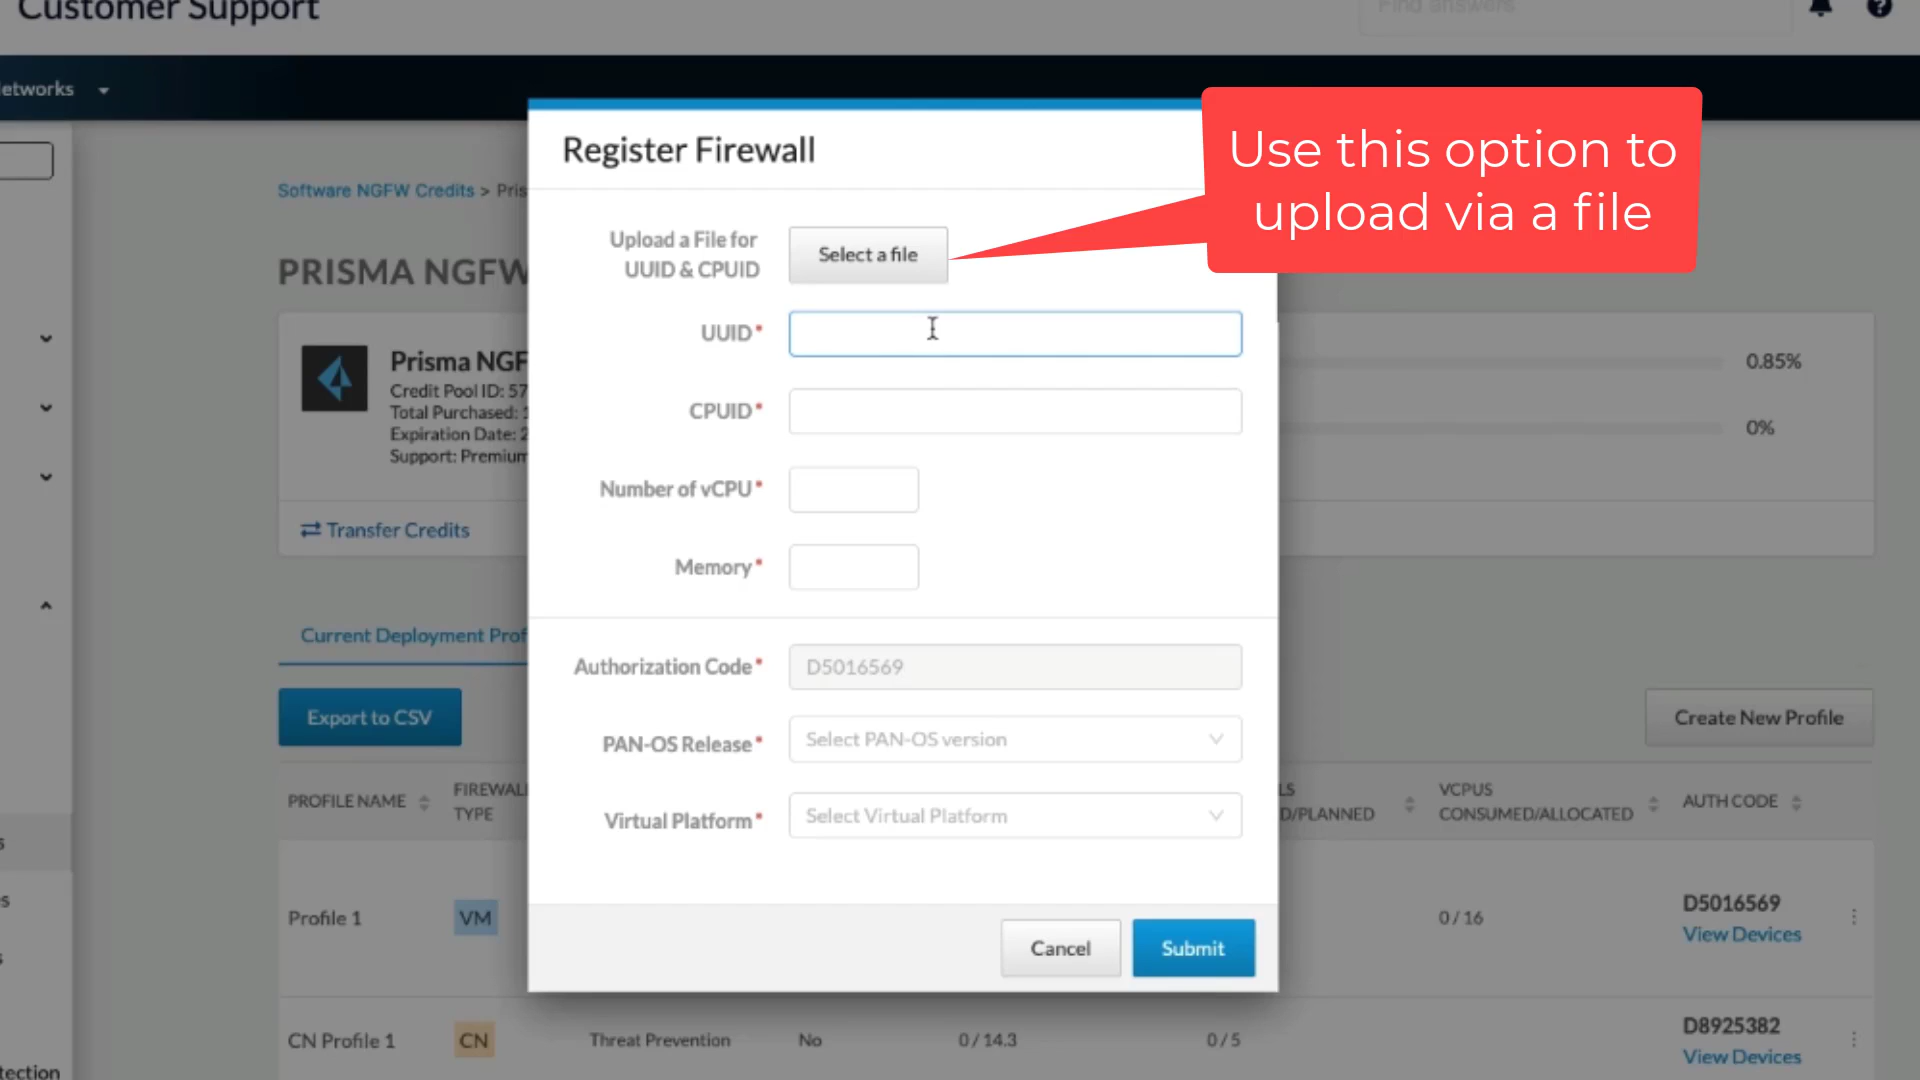 Customer Support
Find answers
etworks
Register Firewall
Use this option to
upload via a file
Software NGFW Credits > Pris
Upload a File for
UUID & CPUID
Select a file
PRISMA NGFW
UUID*
Prisma NGF
Credit Pool ID: 57
Total Purchased: 1
Expiration Date: 2
Support: Premium
0.85%
CPUID*
0%
Number of vCPU*
Transfer Credits
Memory*
Current Deployment Prof
Authorization Code*
D5016569
Export to CSV
Create New Profile
PAN-OS Release*
Select PAN-OS version
PROFILE NAME
FIREWALL
TYPE
LS
D/PLANNED
VCPUS
CONSUMED/ALLOCATED
AUTH CODE
Virtual Platform*
Select Virtual Platform
s
es
s
tection
Profile 1
VM
0 / 16
D5016569
View Devices
Cancel
Submit
CN Profile 1
CN
Threat Prevention
No
0 / 14.3
0 / 5
D8925382
View Devices